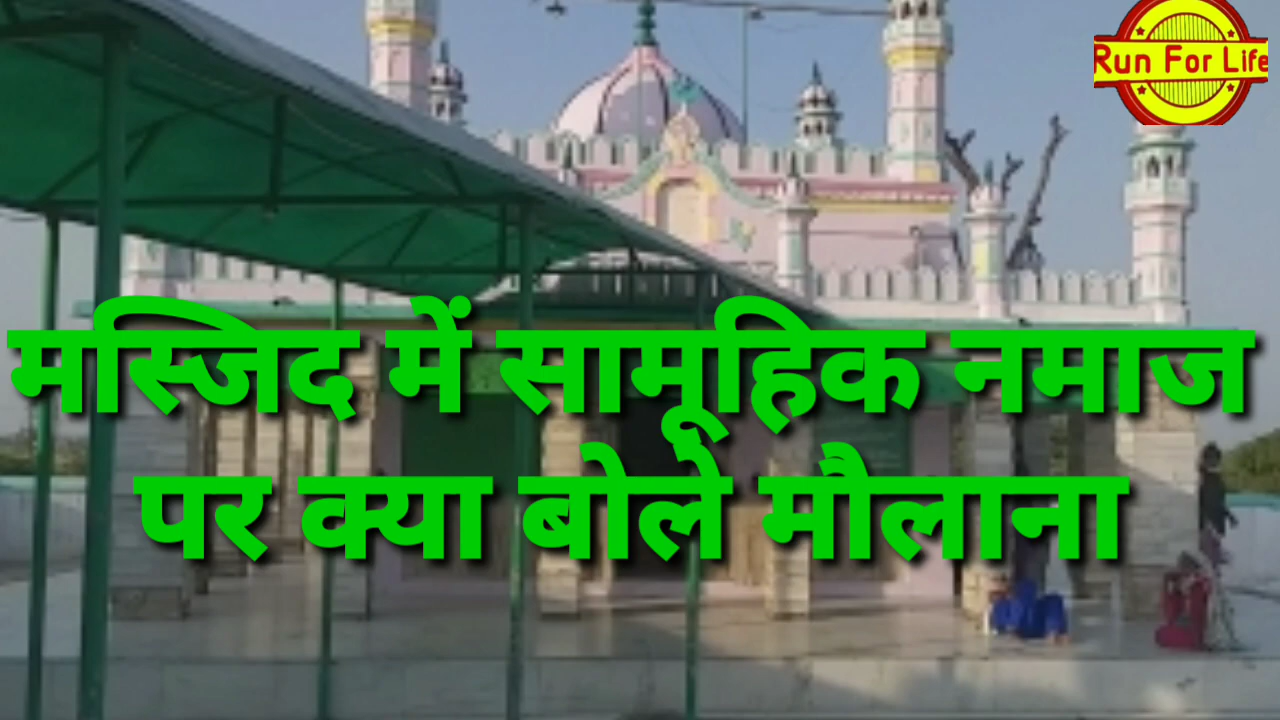 Run For Life
मस्जिद में सामूहिक नमाज
पर क्या बोले मौलाना